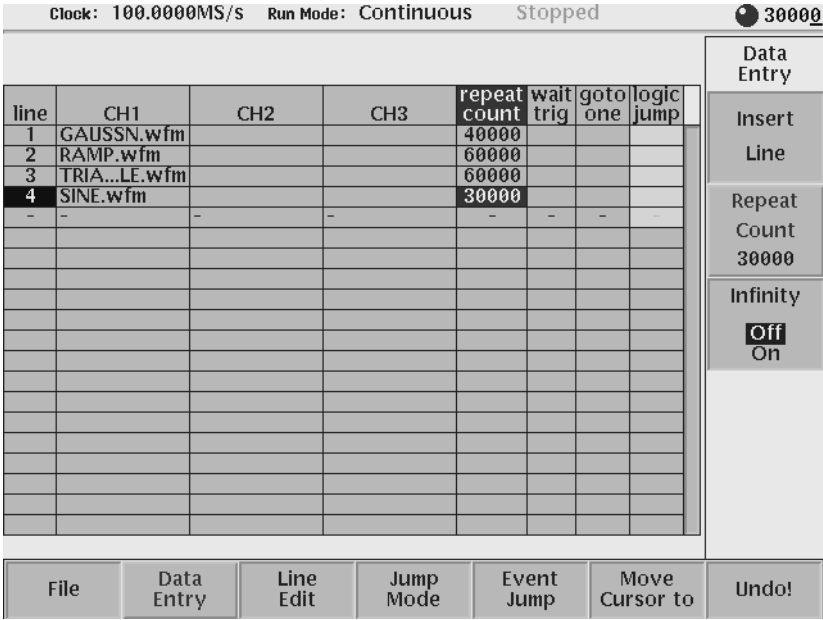 Clock: 100.0000MS/s Run Mode: Continuous Stopped 30000
Data
Entry
line CH1 CH2 CH3 repeat count wait trig goto one logic jump
1 GAUSSN.wfm 40000
2 RAMP.wfm 60000
3 TRIA...LE.wfm 60000
4 SINE.wfm 30000
- - - - - - - -
Insert
Line
Repeat
Count
30000
Infinity
Off
On
File
Data
Entry
Line
Edit
Jump
Mode
Event
Jump
Move
Cursor to
Undo!